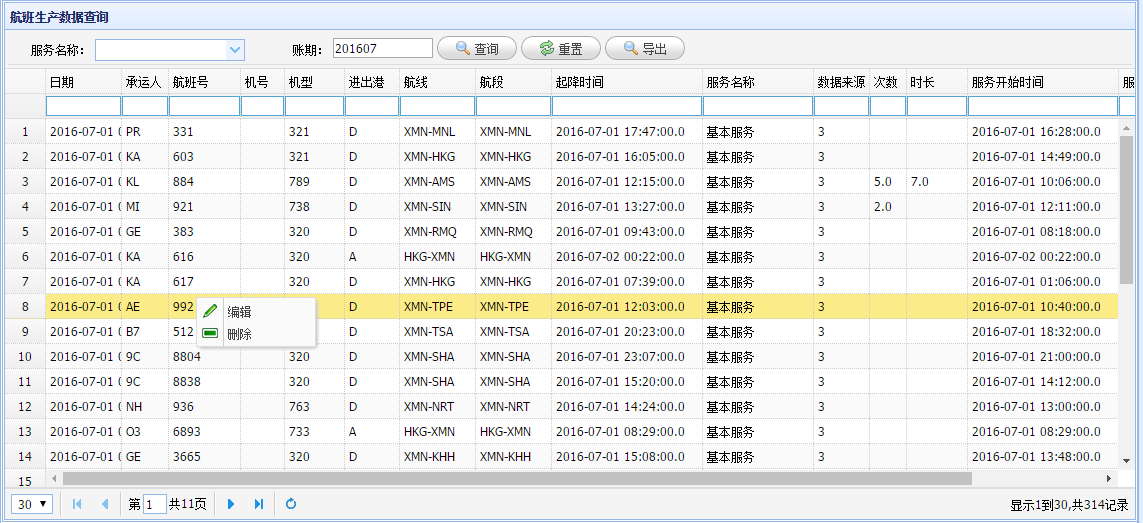 航班生产数据查询
服务名称: 账期: 201607 查询 重置 导出
日期 承运人 航班号 机号 机型 进出港 航线 航段 起降时间 服务名称 数据来源 次数 时长 服务开始时间 服
1 2016-07-01 0 PR 331 321 D XMN-MNL XMN-MNL 2016-07-01 17:47:00.0 基本服务 3 2016-07-01 16:28:00.0
2 2016-07-01 0 KA 603 321 D XMN-HKG XMN-HKG 2016-07-01 16:05:00.0 基本服务 3 2016-07-01 14:49:00.0
3 2016-07-01 0 KL 884 789 D XMN-AMS XMN-AMS 2016-07-01 12:15:00.0 基本服务 3 5.0 7.0 2016-07-01 10:06:00.0
4 2016-07-01 0 MI 921 738 D XMN-SIN XMN-SIN 2016-07-01 13:27:00.0 基本服务 3 2.0 2016-07-01 12:11:00.0
5 2016-07-01 0 GE 383 320 D XMN-RMQ XMN-RMQ 2016-07-01 09:43:00.0 基本服务 3 2016-07-01 08:18:00.0
6 2016-07-01 0 KA 616 320 A HKG-XMN HKG-XMN 2016-07-02 00:22:00.0 基本服务 3 2016-07-02 00:22:00.0
7 2016-07-01 0 KA 617 320 D XMN-HKG XMN-HKG 2016-07-01 07:39:00.0 基本服务 3 2016-07-01 01:06:00.0
8 2016-07-01 0 AE 992 D XMN-TPE XMN-TPE 2016-07-01 12:03:00.0 基本服务 3 2016-07-01 10:40:00.0
编辑
9 2016-07-01 0 B7 512 D XMN-TSA XMN-TSA 2016-07-01 20:23:00.0 基本服务 3 2016-07-01 18:32:00.0
删除
10 2016-07-01 0 9C 8804 320 D XMN-SHA XMN-SHA 2016-07-01 23:07:00.0 基本服务 3 2016-07-01 21:00:00.0
11 2016-07-01 0 9C 8838 320 D XMN-SHA XMN-SHA 2016-07-01 15:20:00.0 基本服务 3 2016-07-01 14:12:00.0
12 2016-07-01 0 NH 936 763 D XMN-NRT XMN-NRT 2016-07-01 14:24:00.0 基本服务 3 2016-07-01 13:00:00.0
13 2016-07-01 0 O3 6893 733 A HKG-XMN HKG-XMN 2016-07-01 08:29:00.0 基本服务 3 2016-07-01 08:29:00.0
14 2016-07-01 0 GE 3665 320 D XMN-KHH XMN-KHH 2016-07-01 15:08:00.0 基本服务 3 2016-07-01 13:48:00.0
15
30 第 1 共11页 显示1到30,共314记录